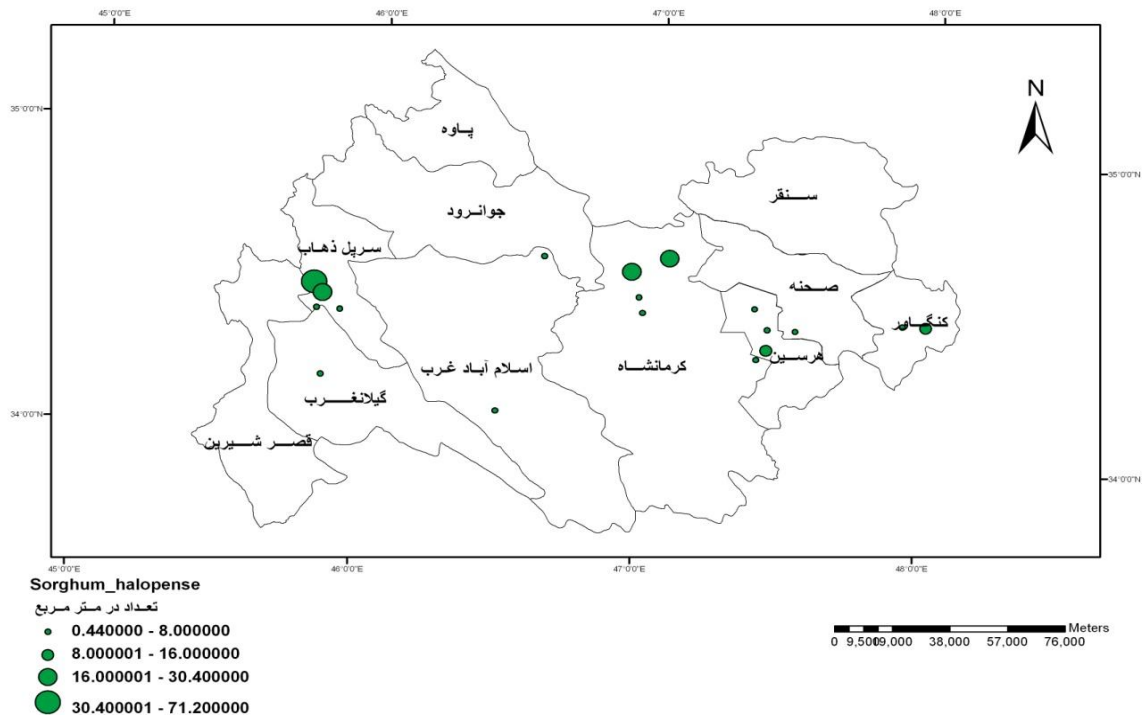 45°0'0"E 46°0'0"E 47°0'0"E 48°0'0"E
35°0'0"N
N
پاوه
35°0'0"N
سنقر
جوانرود
سرپل ذهاب
صحنه
کنگاور
هرسین
کرمانشاه
اسلام آباد غرب
گیلانغرب
34°0'0"N
قصر شیرین
34°0'0"N
45°0'0"E 46°0'0"E 47°0'0"E 48°0'0"E
Sorghum_halopense
تعداد در متر مربع
0.440000 - 8.000000
8.000001 - 16.000000
16.000001 - 30.400000
30.400001 - 71.200000
Meters
0 9,500 19,000 38,000 57,000 76,000